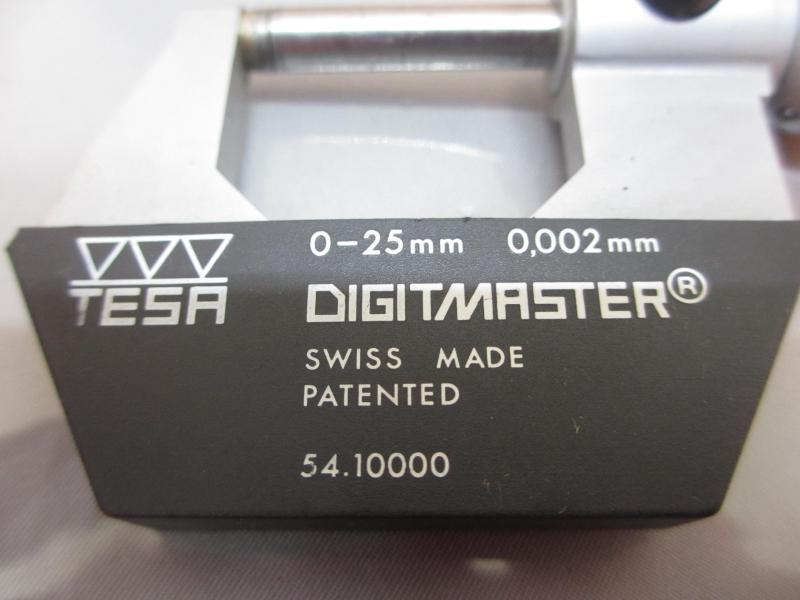 0-25mm 0,002mm
TESA DIGITMASTER®
SWISS MADE
PATENTED
54.10000